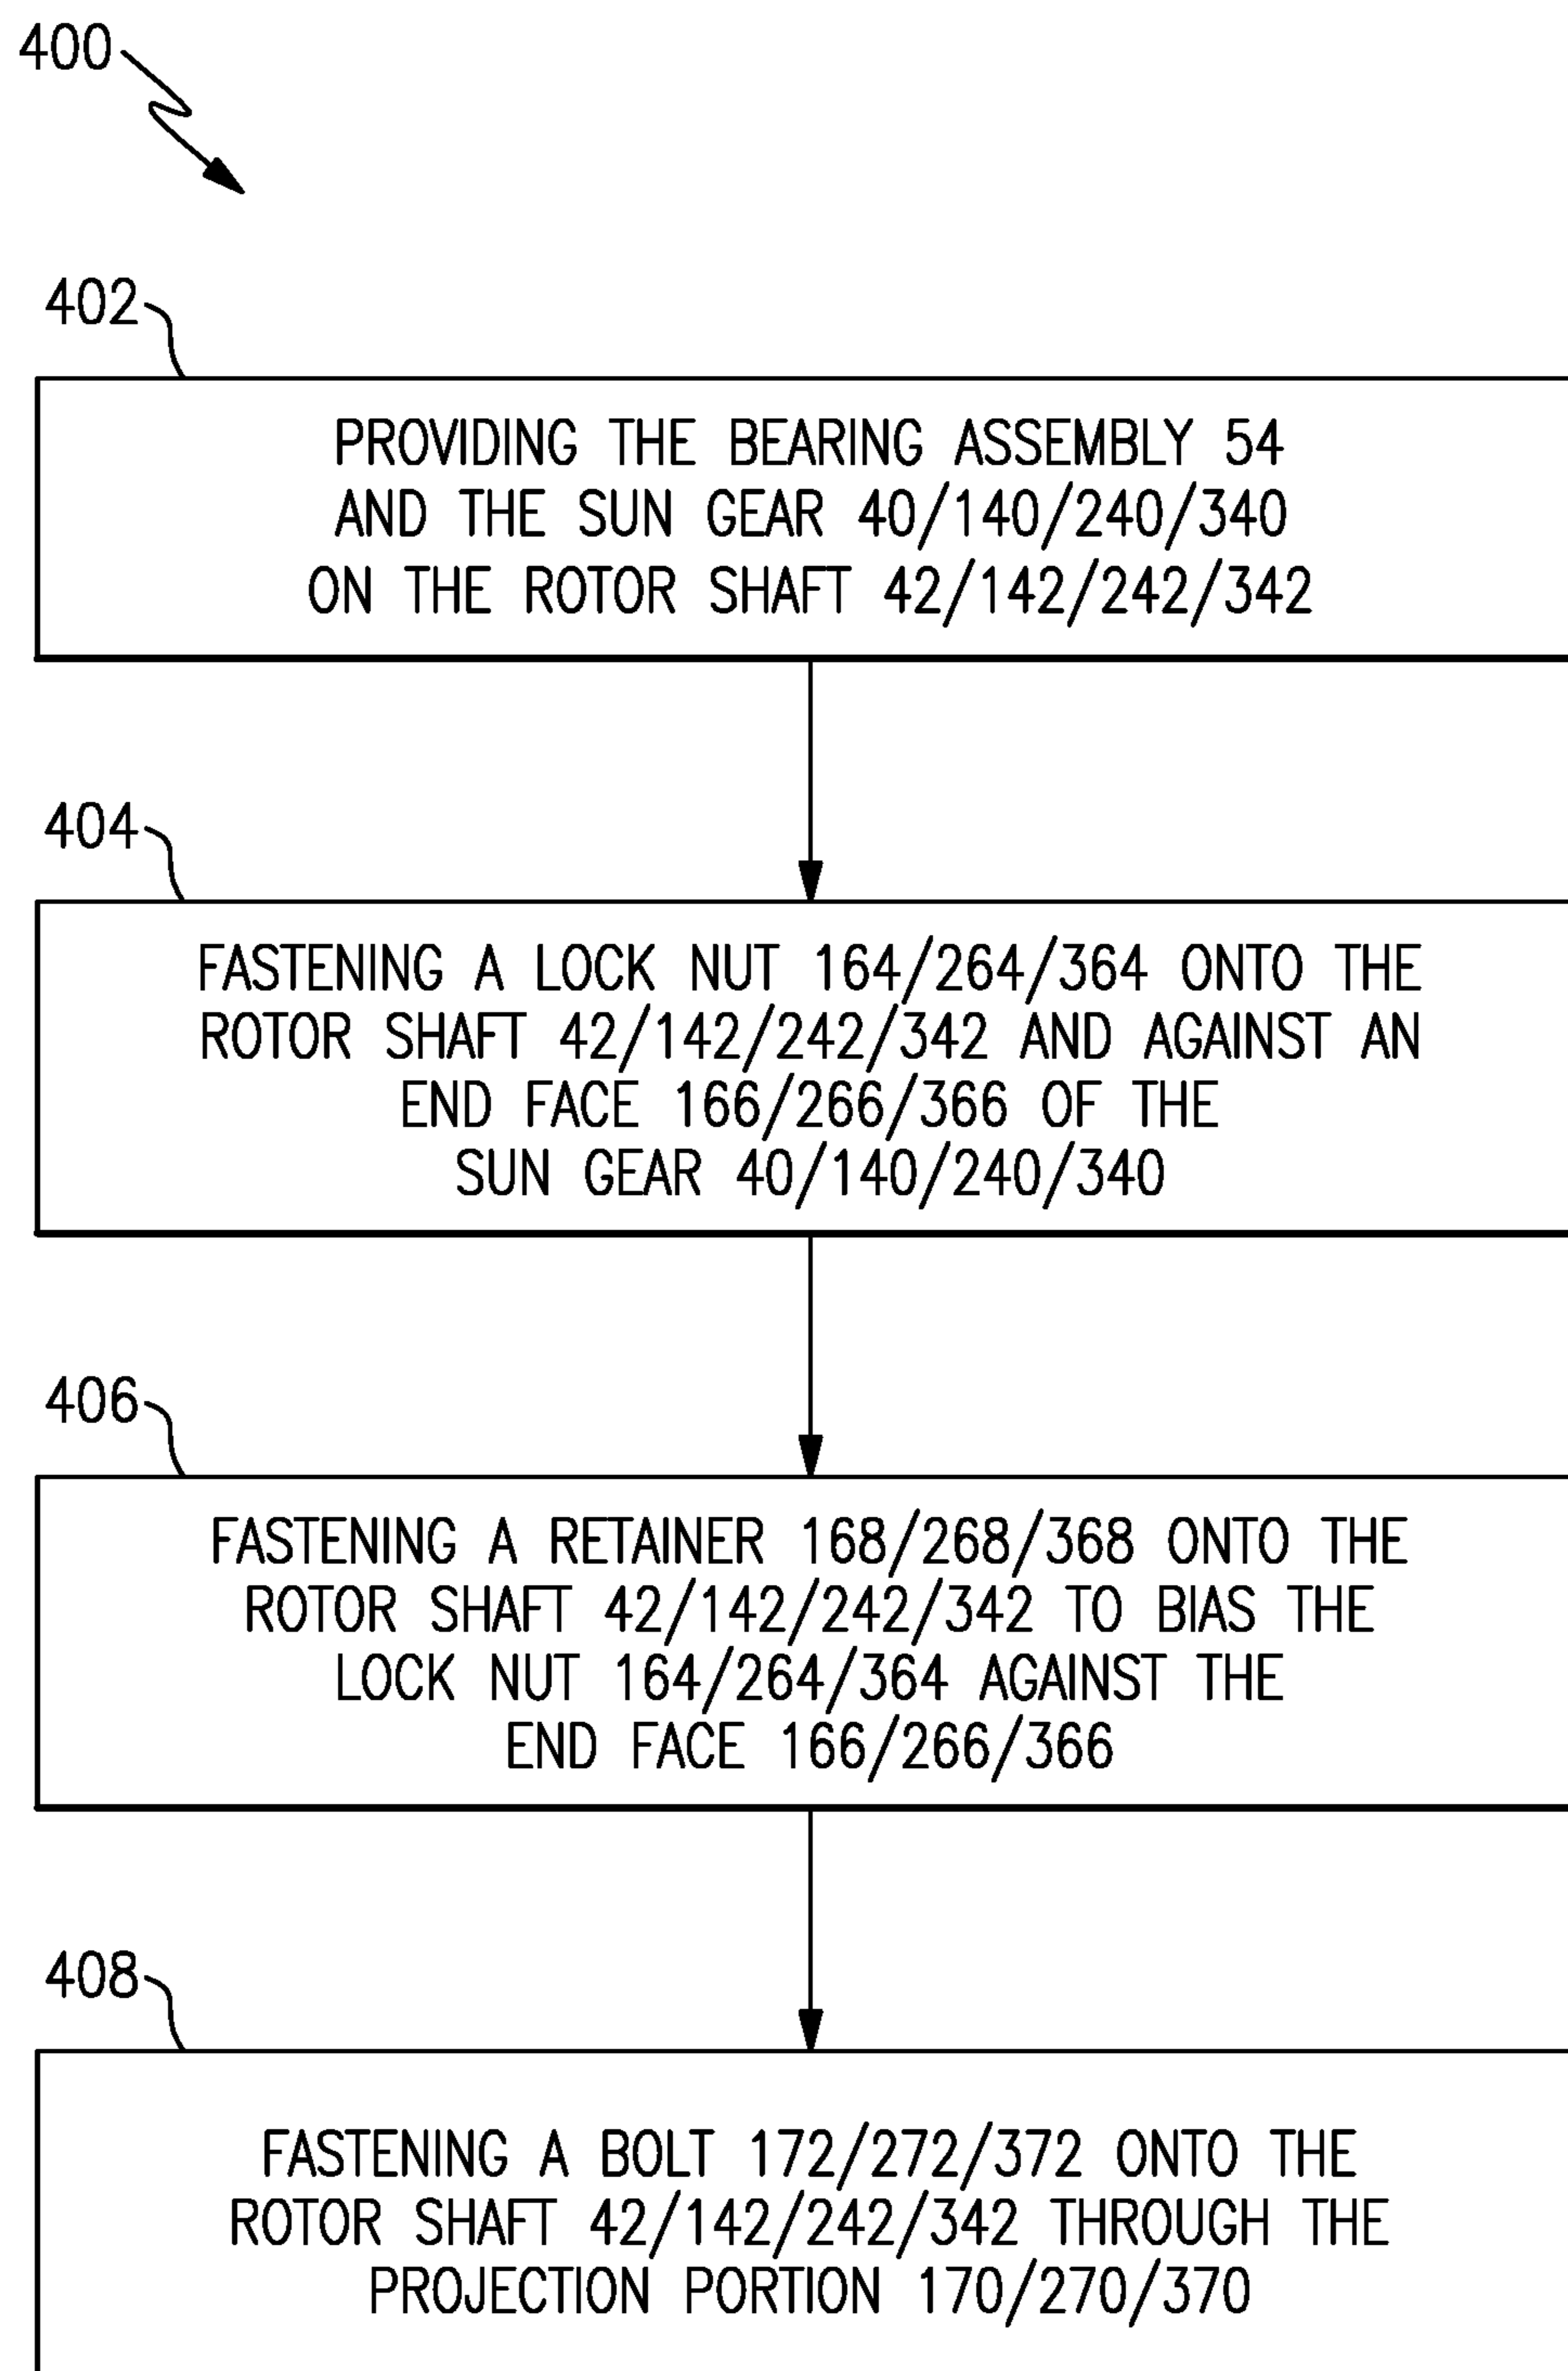 400
402
PROVIDING THE BEARING ASSEMBLY 54
AND THE SUN GEAR 40/140/240/340
ON THE ROTOR SHAFT 42/142/242/342
404
FASTENING A LOCK NUT 164/264/364 ONTO THE
ROTOR SHAFT 42/142/242/342 AND AGAINST AN
END FACE 166/266/366 OF THE
SUN GEAR 40/140/240/340
406
FASTENING A RETAINER 168/268/368 ONTO THE
ROTOR SHAFT 42/142/242/342 TO BIAS THE
LOCK NUT 164/264/364 AGAINST THE
END FACE 166/266/366
408
FASTENING A BOLT 172/272/372 ONTO THE
ROTOR SHAFT 42/142/242/342 THROUGH THE
PROJECTION PORTION 170/270/370